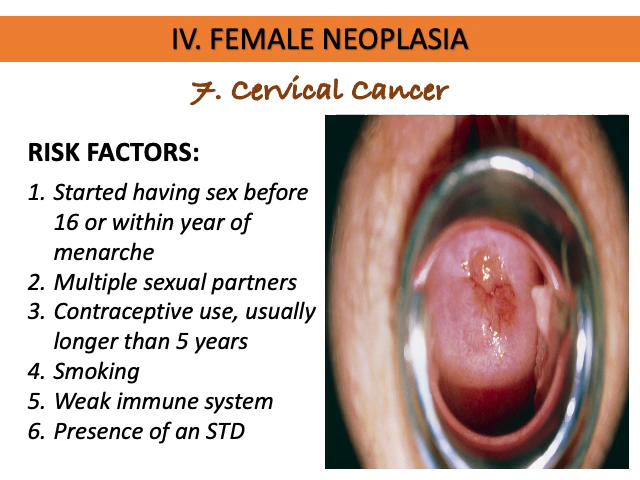 IV. FEMALE NEOPLASIA
7. Cervical Cancer
RISK FACTORS:
1. Started having sex before
16 or within year of
menarche
2. Multiple sexual partners
3. Contraceptive use, usually
longer than 5 years
4. Smoking
5. Weak immune system
6. Presence of an STD